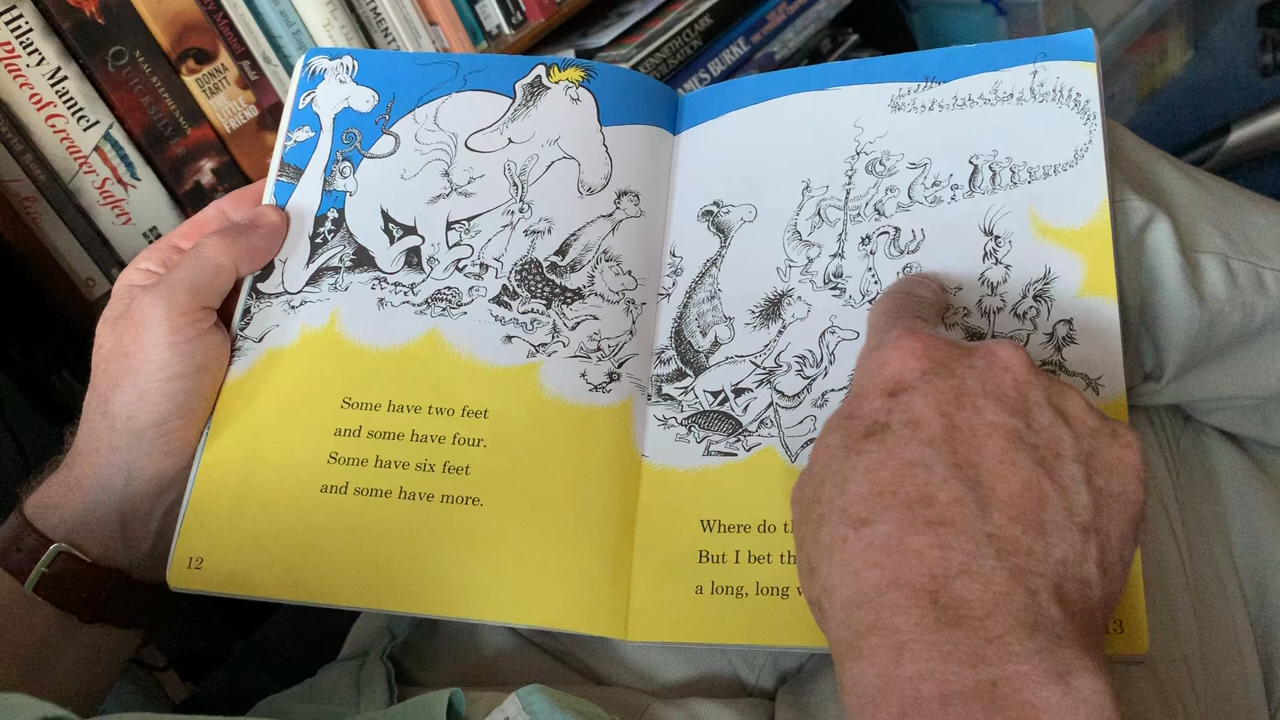 Hilary Mantel
A Place of Greater Safety
NEAL STEPHENSON
QUICKSILVER
DONNA
TARTT
THE
LITTLE
FRIEND
Hilary Mantel
KENNETH CLARK
JAMES BURKE
Some have two feet
and some have four.
Some have six feet
and some have more.
12
Where do
But I bet
a long, long
13